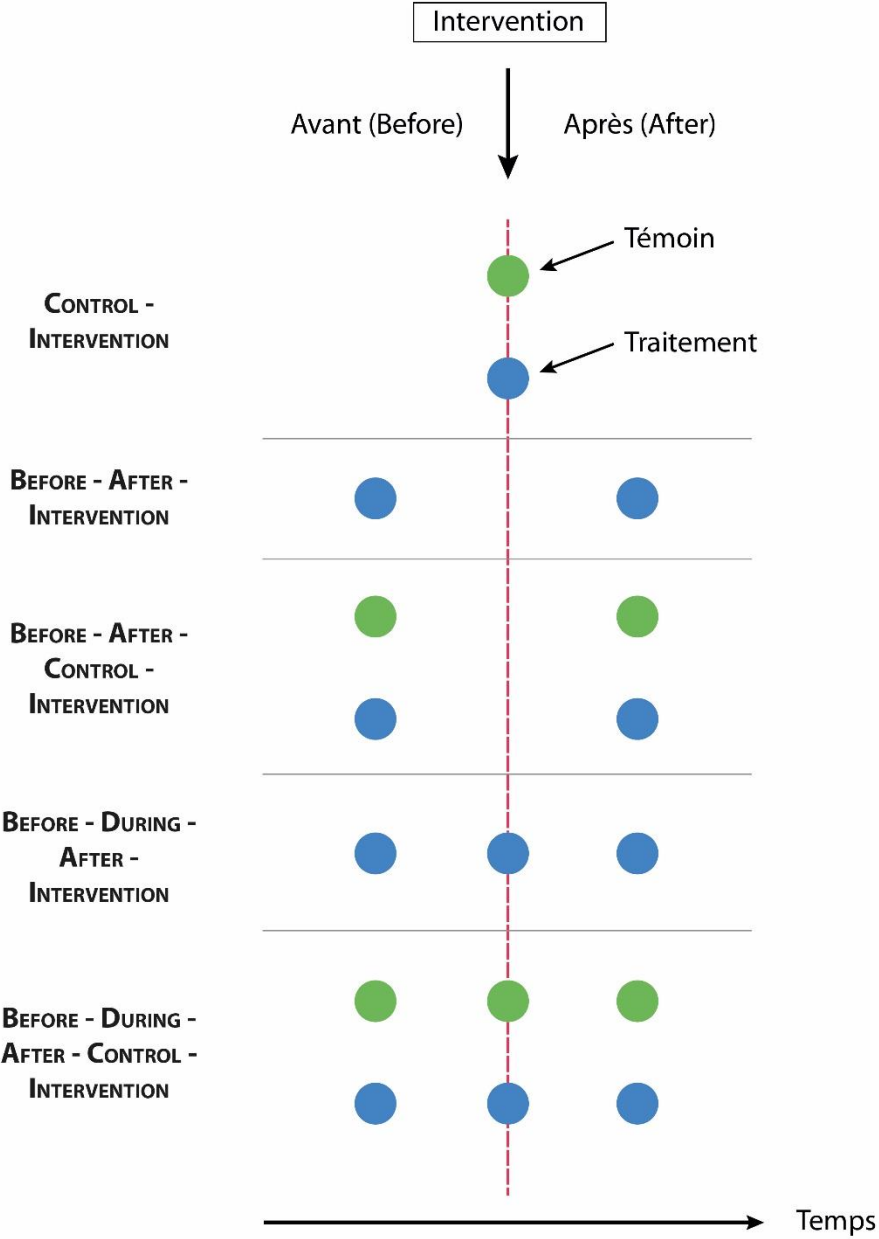 Intervention
Avant (Before)
Après (After)
Témoin
CONTROL -
INTERVENTION
Traitement
BEFORE - AFTER -
INTERVENTION
BEFORE - AFTER -
CONTROL -
INTERVENTION
BEFORE - DURING -
AFTER -
INTERVENTION
BEFORE - DURING -
AFTER - CONTROL -
INTERVENTION
Temps